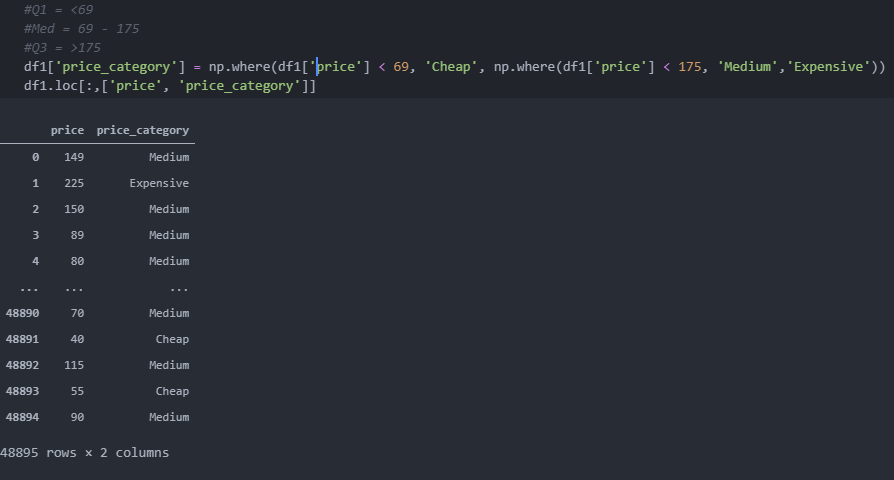 #Q1 = <69
#Med = 69 - 175
#Q3 = >175
df1['price_category'] = np.where(df1['price'] < 69, 'Cheap', np.where(df1['price'] < 175, 'Medium','Expensive'))
df1.loc[:,['price', 'price_category']]
price price_category
0 149 Medium
1 225 Expensive
2 150 Medium
3 89 Medium
4 80 Medium
... ... ...
48890 70 Medium
48891 40 Cheap
48892 115 Medium
48893 55 Cheap
48894 90 Medium
48895 rows × 2 columns